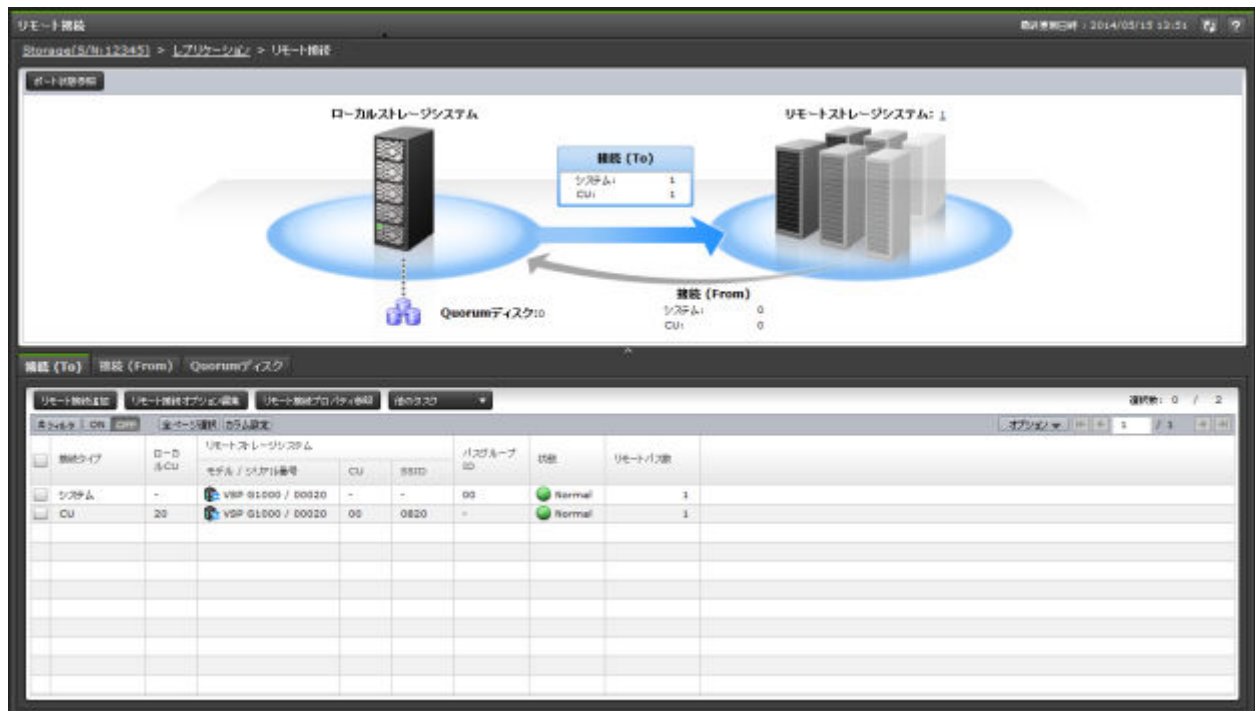 リモート接続
最終更新日時 : 2014/05/15 13:51
Storage(S/N:12345) > レプリケーション > リモート接続
ポート状態参照
ローカルストレージシステム
リモートストレージシステム: 1
接続 (To)
システム: 1
CU: 1
接続 (From)
システム: 0
CU: 0
Quorumディスク:0
接続 (To) 接続 (From) Quorumディスク
リモート接続追加 リモート接続オプション編集 リモート接続プロパティ参照 他のタスク
選択数: 0 / 2
フィルタ ON OFF 全ページ選択 カラム設定 オプション 1 / 1
接続タイプ ローカルCU リモートストレージシステム パスグループID 状態 リモートパス数
モデル / シリアル番号 CU SSID
システム - VSP G1000 / 00020 - - 00 Normal 1
CU 20 VSP G1000 / 00020 00 0820 - Normal 1